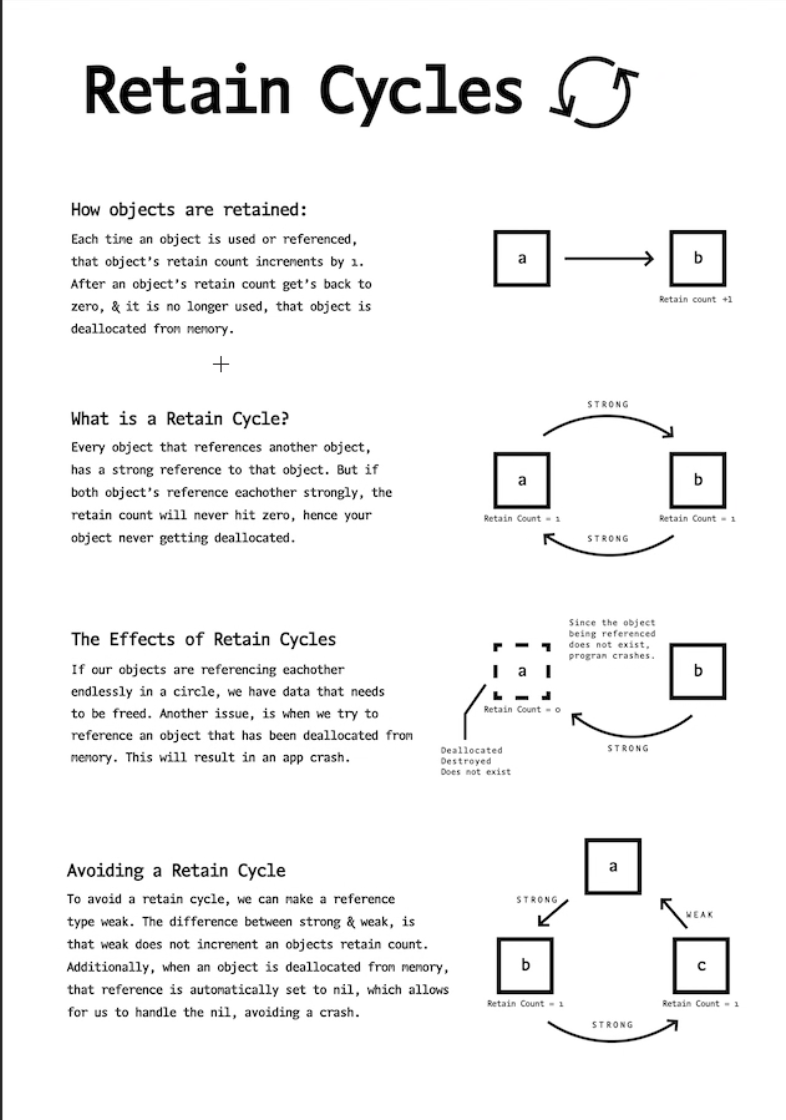 Retain Cycles
How objects are retained:
Each time an object is used or referenced,
that object's retain count increments by 1.
After an object's retain count get's back to
zero, & it is no longer used, that object is
deallocated from memory.
a
b
Retain count +1
What is a Retain Cycle?
Every object that references another object,
has a strong reference to that object. But if
both object's reference eachother strongly, the
retain count will never hit zero, hence your
object never getting deallocated.
STRONG
a
b
Retain Count = 1
Retain Count = 1
STRONG
The Effects of Retain Cycles
If our objects are referencing eachother
endlessly in a circle, we have data that needs
to be freed. Another issue, is when we try to
reference an object that has been deallocated from
memory. This will result in an app crash.
Since the object
being referenced
does not exist,
program crashes.
a
b
Retain Count = 0
STRONG
Deallocated
Destroyed
Does not exist
Avoiding a Retain Cycle
To avoid a retain cycle, we can make a reference
type weak. The difference between strong & weak, is
that weak does not increment an objects retain count.
Additionally, when an object is deallocated from memory,
that reference is automatically set to nil, which allows
for us to handle the nil, avoiding a crash.
a
STRONG
WEAK
b
c
Retain Count = 1
Retain Count = 1
STRONG